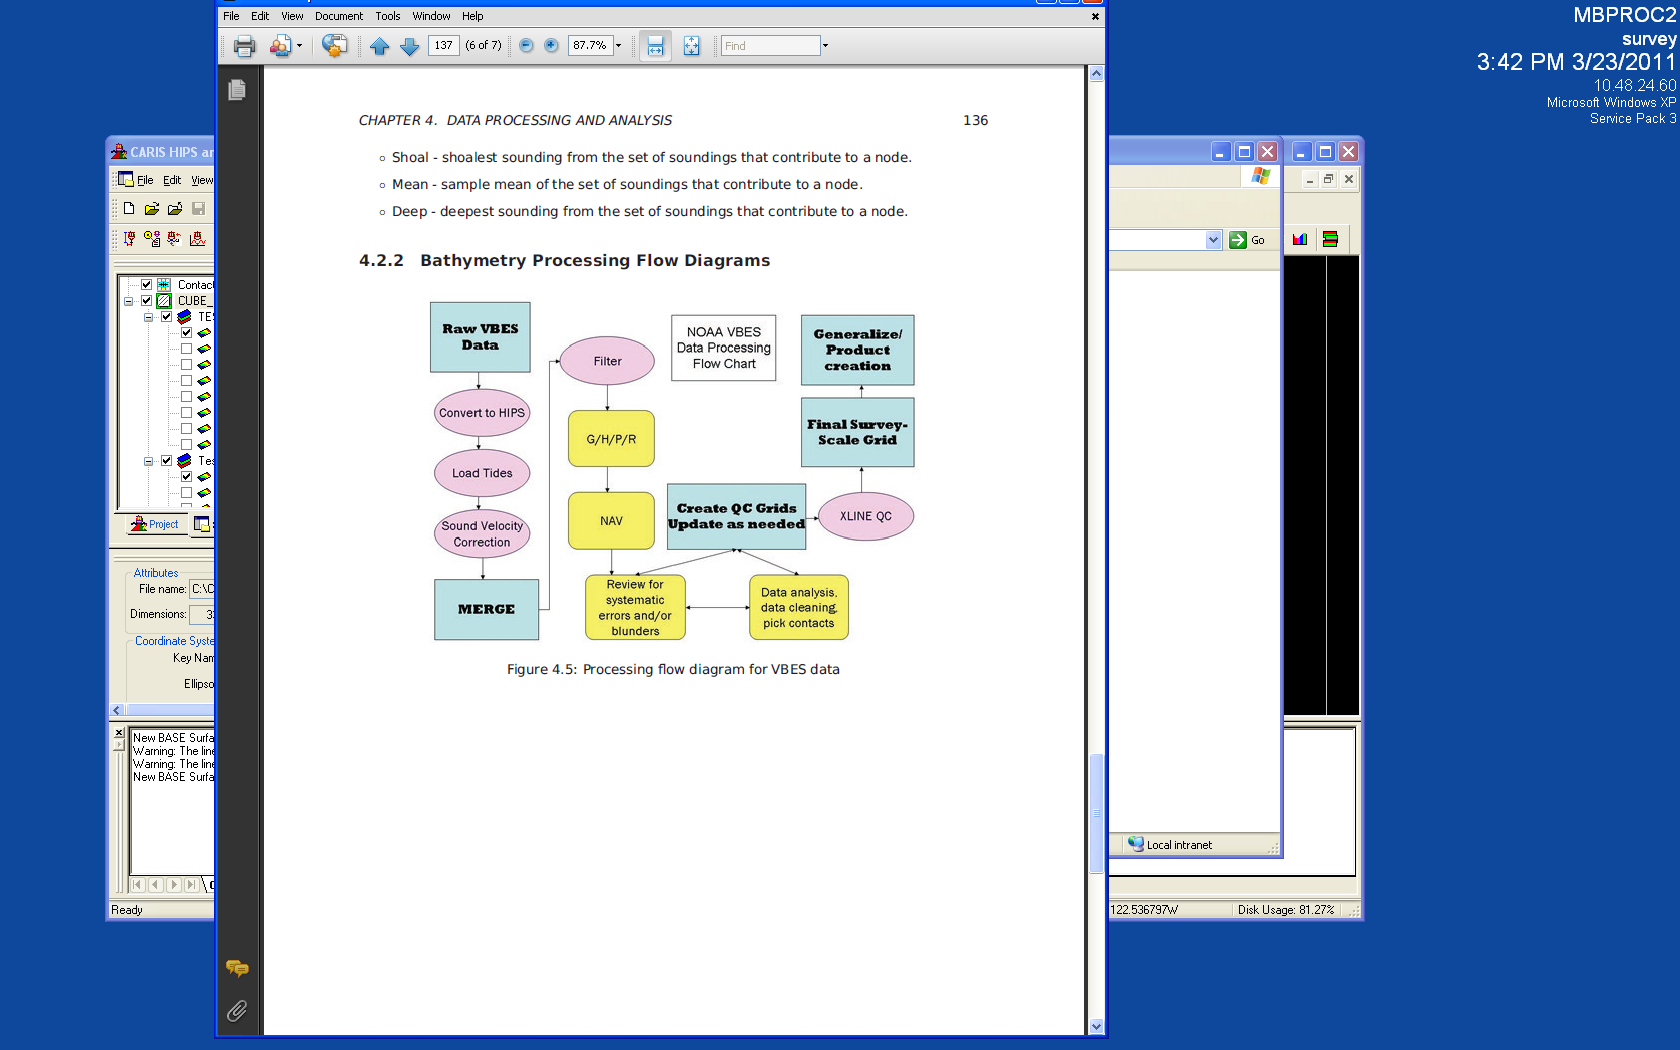 File Edit View Document Tools Window Help
137 (6 of 7) 87.7% Find
MBPROC2
survey
3:42 PM 3/23/2011
10.48.24.60
Microsoft Windows XP
Service Pack 3
CARIS HIPS ar
File Edit View
Contact
CUBE_
TE
Tes
Project
Attributes
File name: C:\C
Dimensions: 3
Coordinate Syste
Key Nam
Ellipso
New BASE Surfa
Warning: The line
Warning: The line
New BASE Surfa
Ready
CHAPTER 4. DATA PROCESSING AND ANALYSIS 136
◦ Shoal - shoalest sounding from the set of soundings that contribute to a node.
◦ Mean - sample mean of the set of soundings that contribute to a node.
◦ Deep - deepest sounding from the set of soundings that contribute to a node.
4.2.2 Bathymetry Processing Flow Diagrams
Raw VBES
Data
Convert to HIPS
Load Tides
Sound Velocity
Correction
MERGE
Filter
G/H/P/R
NAV
Review for
systematic
errors and/or
blunders
Data analysis,
data cleaning,
pick contacts
Create QC Grids
Update as needed
XLINE QC
Final Survey-
Scale Grid
Generalize/
Product
creation
NOAA VBES
Data Processing
Flow Chart
Figure 4.5: Processing flow diagram for VBES data
Go
Local intranet
122.536797W Disk Usage: 81.27%